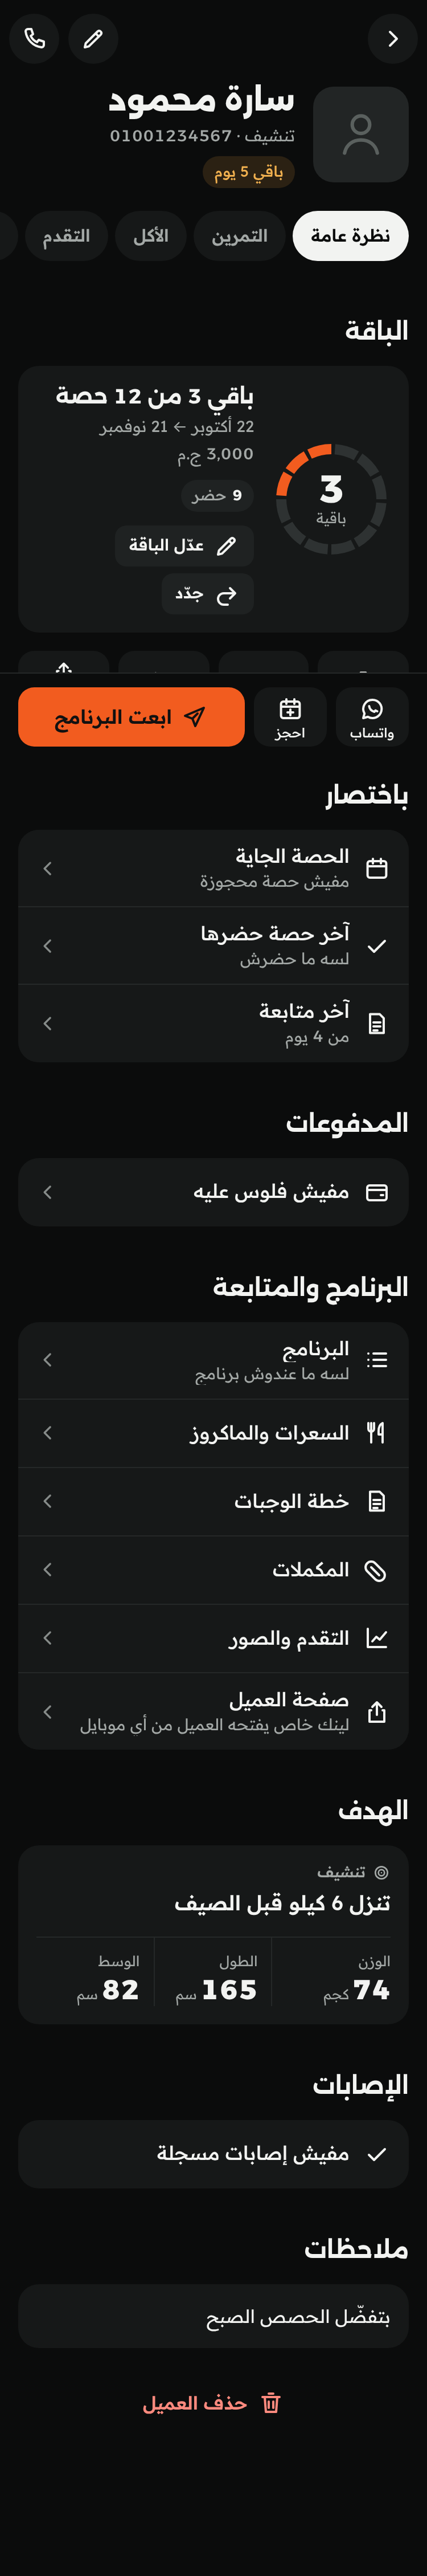 سارة محمود
تنشيف · 01001234567
باقي 5 يوم
نظرة عامة
التمرين
الأكل
التقدم
الباقة
باقي 3 من 12 حصة
22 أكتوبر ← 21 نوفمبر
3,000 ج.م
9 حضر
عدّل الباقة
جدّد
3
باقية
واتساب
احجز
ابعت البرنامج
باختصار
الحصة الجاية
مفيش حصة محجوزة
آخر حصة حضرها
لسه ما حضرش
آخر متابعة
من 4 يوم
المدفوعات
مفيش فلوس عليه
البرنامج والمتابعة
البرنامج
لسه ما عندوش برنامج
السعرات والماكروز
خطة الوجبات
المكملات
التقدم والصور
صفحة العميل
لينك خاص يفتحه العميل من أي موبايل
الهدف
تنشيف
تنزل 6 كيلو قبل الصيف
الوزن
74 كجم
الطول
165 سم
الوسط
82 سم
الإصابات
مفيش إصابات مسجلة
ملاحظات
بتفضّل الحصص الصبح
حذف العميل